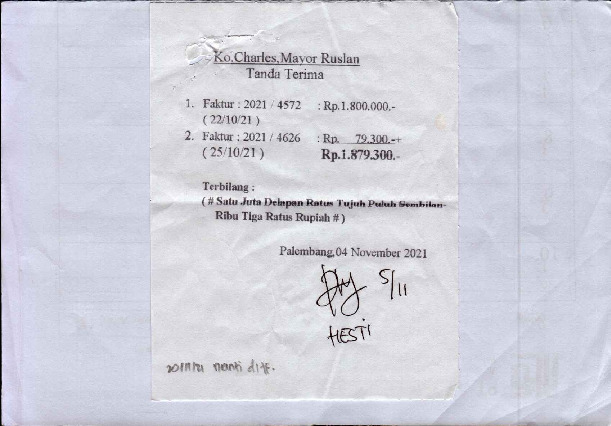 Ko.Charles.Mayor Ruslan
Tanda Terima
1. Faktur : 2021 / 4572 : Rp.1.800.000.-
( 22/10/21 )
2. Faktur : 2021 / 4626 : Rp. 79.300.-+
( 25/10/21 ) Rp.1.879.300.-
Terbilang :
( # Satu Juta Delapan Ratus Tujuh Puluh Sembilan-
Ribu Tiga Ratus Rupiah # )
Palembang,04 November 2021
5/11
HESTI
nanti